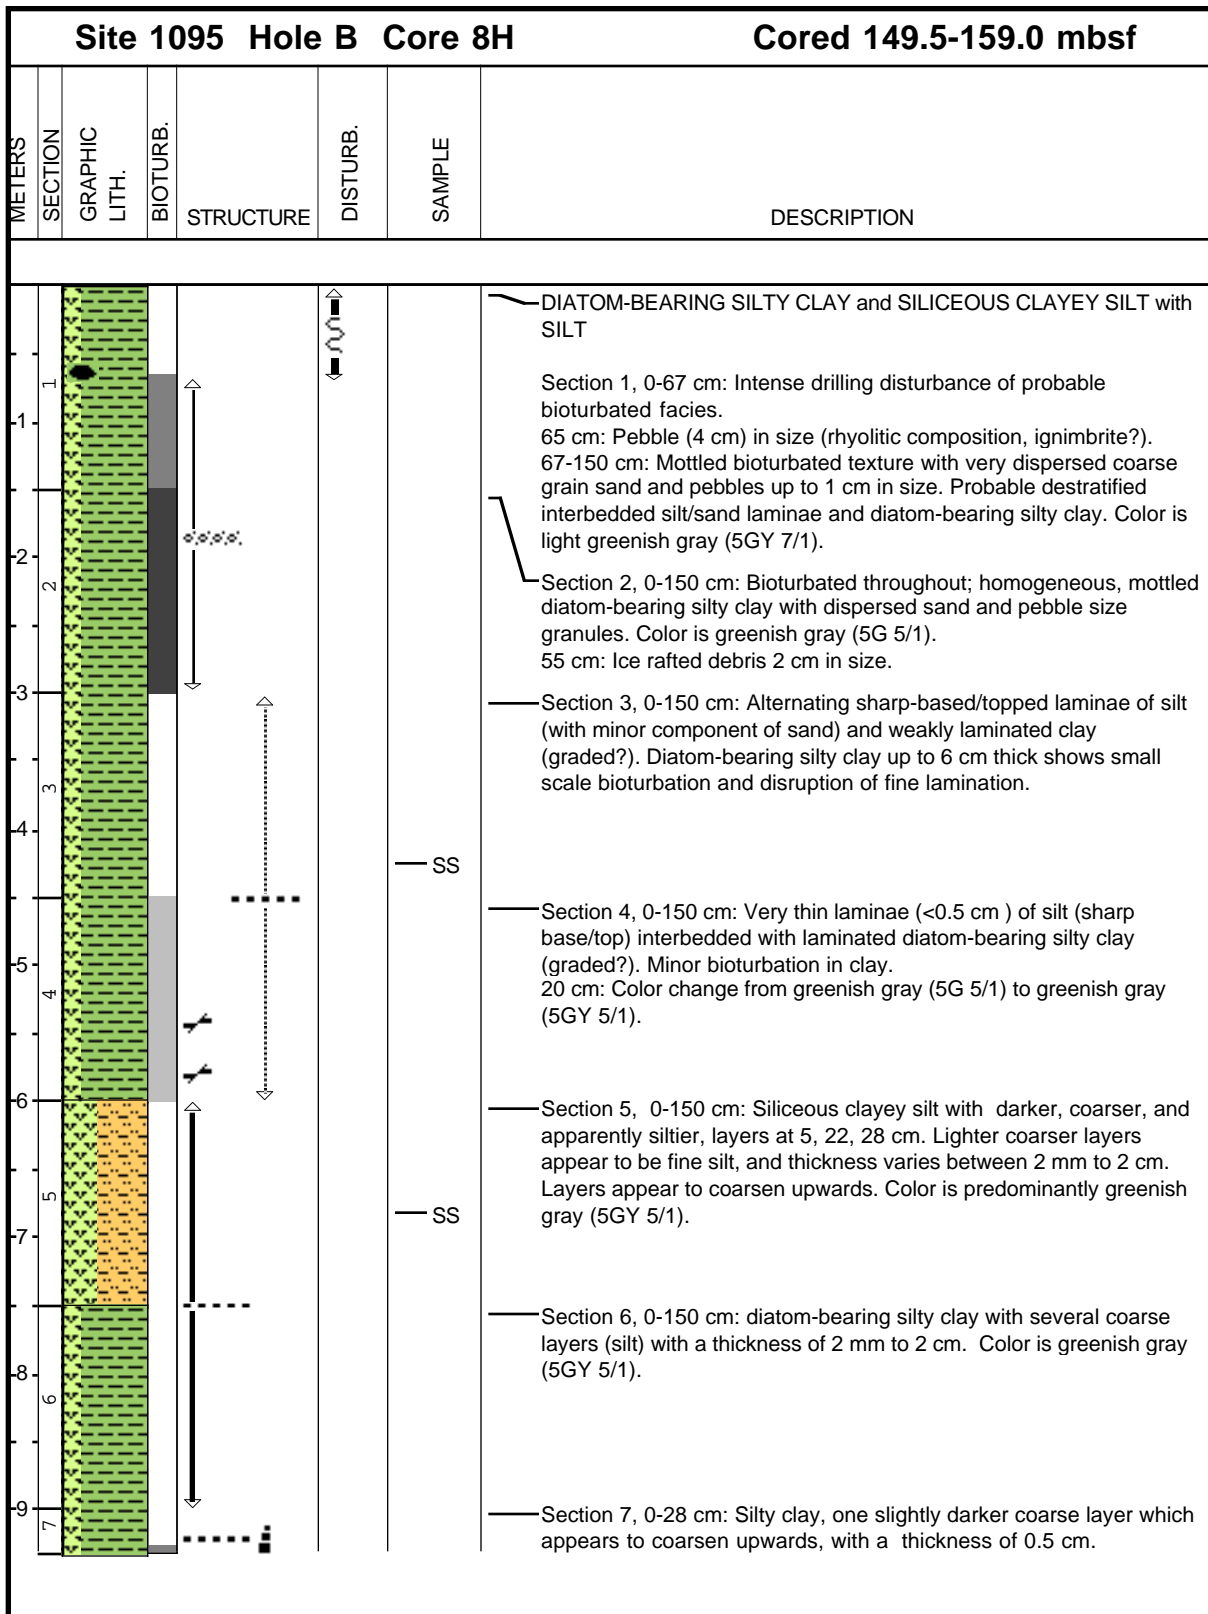 Site 1095 Hole B Core 8H Cored 149.5-159.0 mbsf
METERS
SECTION
GRAPHIC
LITH.
BIOTURB.
STRUCTURE
DISTURB.
SAMPLE
DESCRIPTION
1
2
3
4
5
6
7
8
9
1
2
3
4
5
6
7
SS
SS
DIATOM-BEARING SILTY CLAY and SILICEOUS CLAYEY SILT with
SILT
Section 1, 0-67 cm: Intense drilling disturbance of probable
bioturbated facies.
65 cm: Pebble (4 cm) in size (rhyolitic composition, ignimbrite?).
67-150 cm: Mottled bioturbated texture with very dispersed coarse
grain sand and pebbles up to 1 cm in size. Probable destratified
interbedded silt/sand laminae and diatom-bearing silty clay. Color is
light greenish gray (5GY 7/1).
Section 2, 0-150 cm: Bioturbated throughout; homogeneous, mottled
diatom-bearing silty clay with dispersed sand and pebble size
granules. Color is greenish gray (5G 5/1).
55 cm: Ice rafted debris 2 cm in size.
Section 3, 0-150 cm: Alternating sharp-based/topped laminae of silt
(with minor component of sand) and weakly laminated clay
(graded?). Diatom-bearing silty clay up to 6 cm thick shows small
scale bioturbation and disruption of fine lamination.
Section 4, 0-150 cm: Very thin laminae (<0.5 cm ) of silt (sharp
base/top) interbedded with laminated diatom-bearing silty clay
(graded?). Minor bioturbation in clay.
20 cm: Color change from greenish gray (5G 5/1) to greenish gray
(5GY 5/1).
Section 5, 0-150 cm: Siliceous clayey silt with darker, coarser, and
apparently siltier, layers at 5, 22, 28 cm. Lighter coarser layers
appear to be fine silt, and thickness varies between 2 mm to 2 cm.
Layers appear to coarsen upwards. Color is predominantly greenish
gray (5GY 5/1).
Section 6, 0-150 cm: diatom-bearing silty clay with several coarse
layers (silt) with a thickness of 2 mm to 2 cm. Color is greenish gray
(5GY 5/1).
Section 7, 0-28 cm: Silty clay, one slightly darker coarse layer which
appears to coarsen upwards, with a thickness of 0.5 cm.